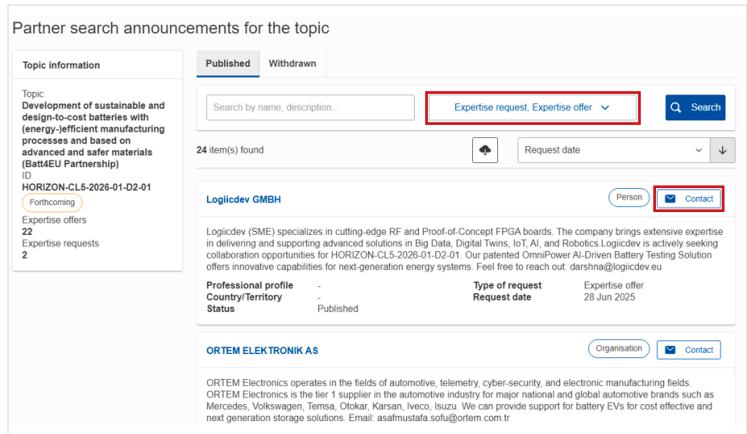 Partner search announcements for the topic
Topic information
Topic
Development of sustainable and
design-to-cost batteries with
(energy-)efficient manufacturing
processes and based on
advanced and safer materials
(Batt4EU Partnership)
ID
HORIZON-CL5-2026-01-D2-01
Forthcoming
Expertise offers
22
Expertise requests
2
Published Withdrawn
Search by name, description... Expertise request, Expertise offer Search
24 item(s) found Request date
Logiicdev GMBH Person Contact
Logiicdev (SME) specializes in cutting-edge RF and Proof-of-Concept FPGA boards. The company brings extensive expertise
in delivering and supporting advanced solutions in Big Data, Digital Twins, IoT, AI, and Robotics.Logiicdev is actively seeking
collaboration opportunities for HORIZON-CL5-2026-01-D2-01. Our patented OmniPower AI-Driven Battery Testing Solution
offers innovative capabilities for next-generation energy systems. Feel free to reach out: darshna@logiicdev.eu
Professional profile - Type of request Expertise offer
Country/Territory - Request date 28 Jun 2025
Status Published
ORTEM ELEKTRONIK AS Organisation Contact
ORTEM Electronics operates in the fields of automotive, telemetry, cyber-security, and electronic manufacturing fields.
ORTEM Electronics is the tier 1 supplier in the automotive industry for major national and global automotive brands such as
Mercedes, Volkswagen, Temsa, Otokar, Karsan, Iveco, Isuzu. We can provide support for battery EVs for cost effective and
next generation storage solutions. Email: asafmustafa.sofu@ortem.com.tr